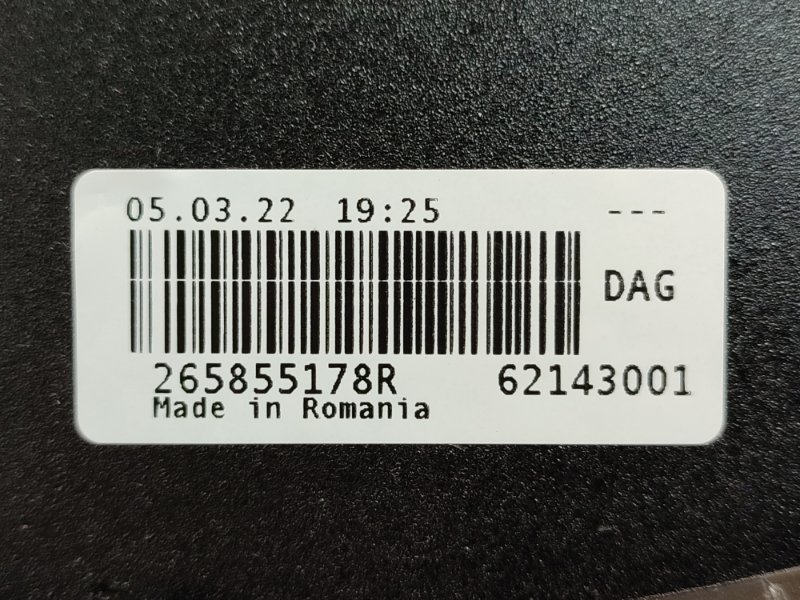 05.03.22 19:25 ---
DAG
265855178R 62143001
Made in Romania